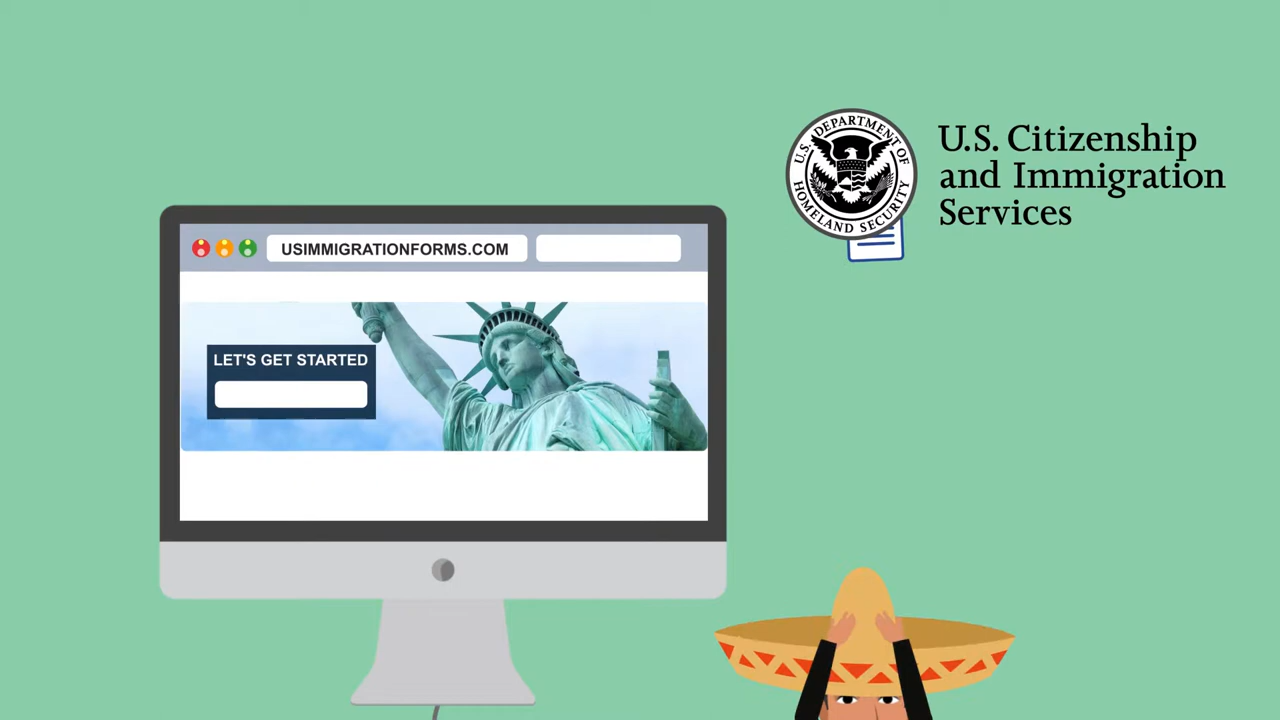 U.S. DEPARTMENT OF
HOMELAND SECURITY
U.S. Citizenship
and Immigration
Services
USIMMIGRATIONFORMS.COM
LET'S GET STARTED